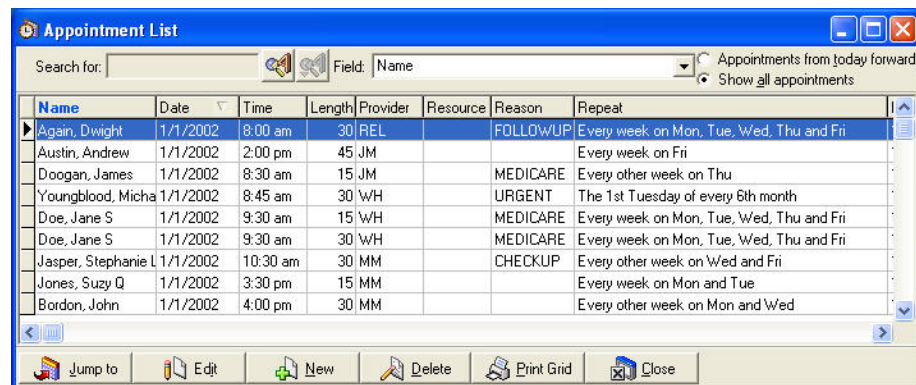 Appointment List
Search for: Field: Name Appointments from today forward
Show all appointments
Name Date Time Length Provider Resource Reason Repeat
Again, Dwight 1/1/2002 8:00 am 30 REL FOLLOWUP Every week on Mon, Tue, Wed, Thu and Fri
Austin, Andrew 1/1/2002 2:00 pm 45 JM Every week on Fri
Doogan, James 1/1/2002 8:30 am 15 JM MEDICARE Every other week on Thu
Youngblood, Micha 1/1/2002 8:45 am 30 WH URGENT The 1st Tuesday of every 6th month
Doe, Jane S 1/1/2002 9:30 am 15 WH MEDICARE Every week on Mon, Tue, Wed, Thu and Fri
Doe, Jane S 1/1/2002 9:30 am 30 WH MEDICARE Every week on Mon, Tue, Wed, Thu and Fri
Jasper, Stephanie L 1/1/2002 10:30 am 30 MM CHECKUP Every other week on Wed and Fri
Jones, Suzy Q 1/1/2002 3:30 pm 15 MM Every week on Mon and Tue
Bordon, John 1/1/2002 4:00 pm 30 MM Every other week on Mon and Wed
Jump to Edit New Delete Print Grid Close